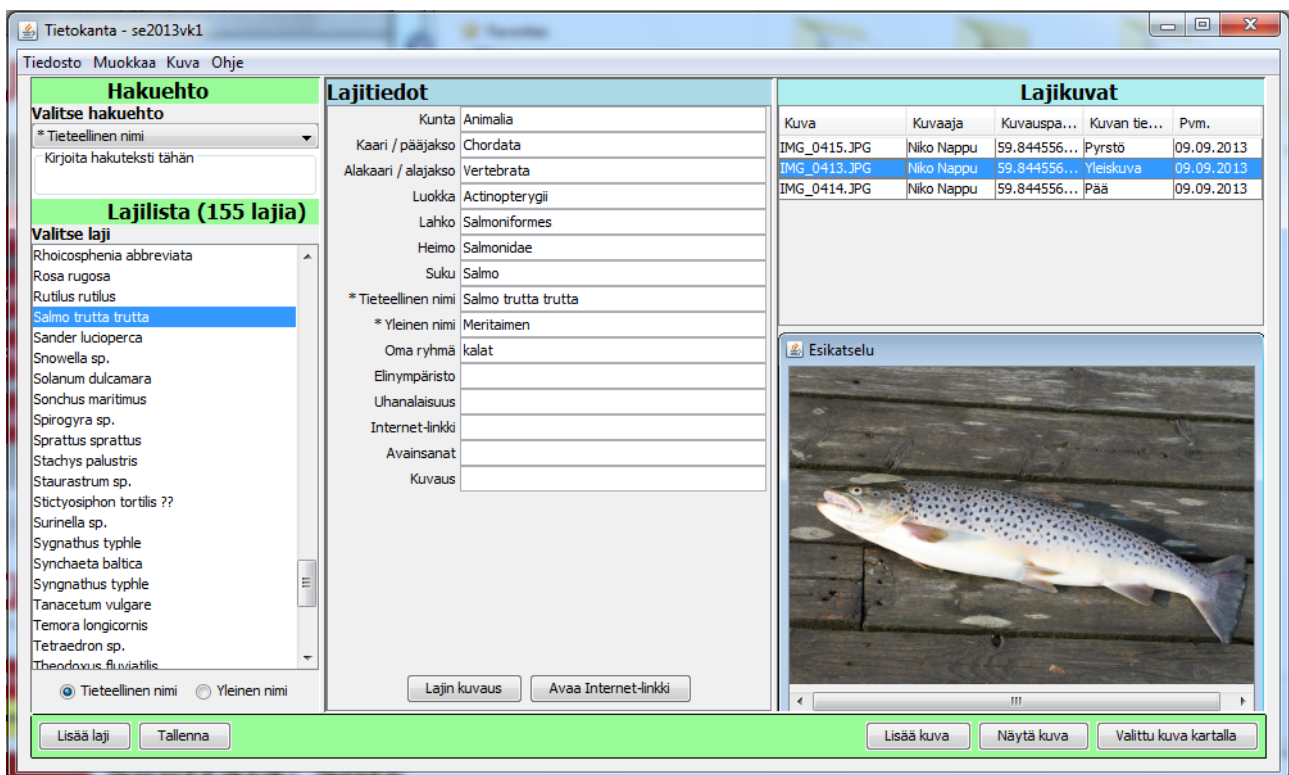 Tietokanta - se2013vk1
Tiedosto Muokkaa Kuva Ohje
Hakuehto
Valitse hakuehto
* Tieteellinen nimi
Kirjoita hakuteksti tähän
Lajilista (155 lajia)
Valitse laji
Rhoicosphenia abbreviata
Rosa rugosa
Rutilus rutilus
Salmo trutta trutta
Sander lucioperca
Snowella sp.
Solanum dulcamara
Sonchus maritimus
Spirogyra sp.
Sprattus sprattus
Stachys palustris
Staurastrum sp.
Stictyosiphon tortilis ??
Surinella sp.
Sygnathus typhle
Synchaeta baltica
Syngnathus typhle
Tanacetum vulgare
Temora longicornis
Tetraedron sp.
Theodoxus fluviatilis
Tieteellinen nimi Yleinen nimi
Lajitiedot
Kunta Animalia
Kaari / pääjakso Chordata
Alakaari / alajakso Vertebrata
Luokka Actinopterygii
Lahko Salmoniformes
Heimo Salmonidae
Suku Salmo
* Tieteellinen nimi Salmo trutta trutta
* Yleinen nimi Meritaimen
Oma ryhmä kalat
Elinympäristo
Uhanalaisuus
Internet-linkki
Avainsanat
Kuvaus
Lajin kuvaus Avaa Internet-linkki
Lajikuvat
Kuva Kuvaaja Kuvauspa... Kuvan tie... Pvm.
IMG_0415.JPG Niko Nappu 59.844556... Pyrstö 09.09.2013
IMG_0413.JPG Niko Nappu 59.844556... Yleiskuva 09.09.2013
IMG_0414.JPG Niko Nappu 59.844556... Pää 09.09.2013
Esikatselu
Lisää laji Tallenna Lisää kuva Näytä kuva Valittu kuva kartalla